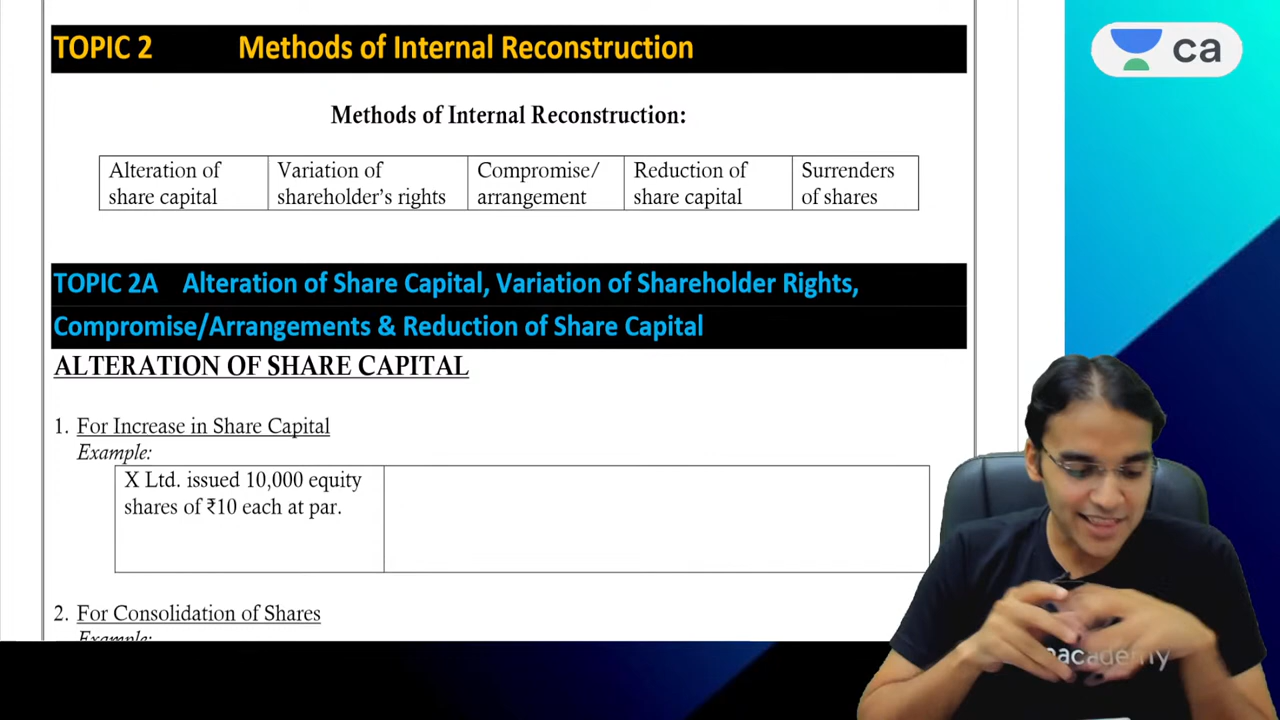 TOPIC 2 Methods of Internal Reconstruction
ca
Methods of Internal Reconstruction:
Alteration of share capital
Variation of shareholder’s rights
Compromise/ arrangement
Reduction of share capital
Surrenders of shares
TOPIC 2A Alteration of Share Capital, Variation of Shareholder Rights,
Compromise/Arrangements & Reduction of Share Capital
ALTERATION OF SHARE CAPITAL
1. For Increase in Share Capital
Example:
X Ltd. issued 10,000 equity
shares of ₹10 each at par.
2. For Consolidation of Shares
Example:
nacademy